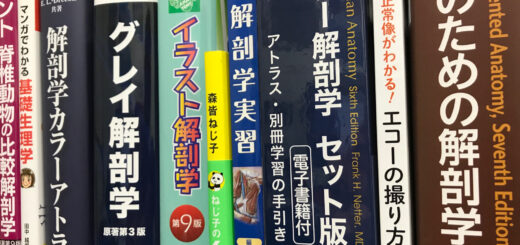 ント 脊椎動物の比較解剖学
マンガでわかる 基礎生理学
共著
解剖学カラーアトラ
グレイ解剖学
原著第3版
イラスト解剖学
第9版
森皆ねじ子
ねじ子の
解剖学実習
アトラス・別冊学習の手引き
ー解剖学 セット版
電子書籍付
an Anatomy Sixth Edition Frank H. Netter, MD
正常像がわかる!
エコーの撮り方
のための解剖学
ented Anatomy, Seventh Edition